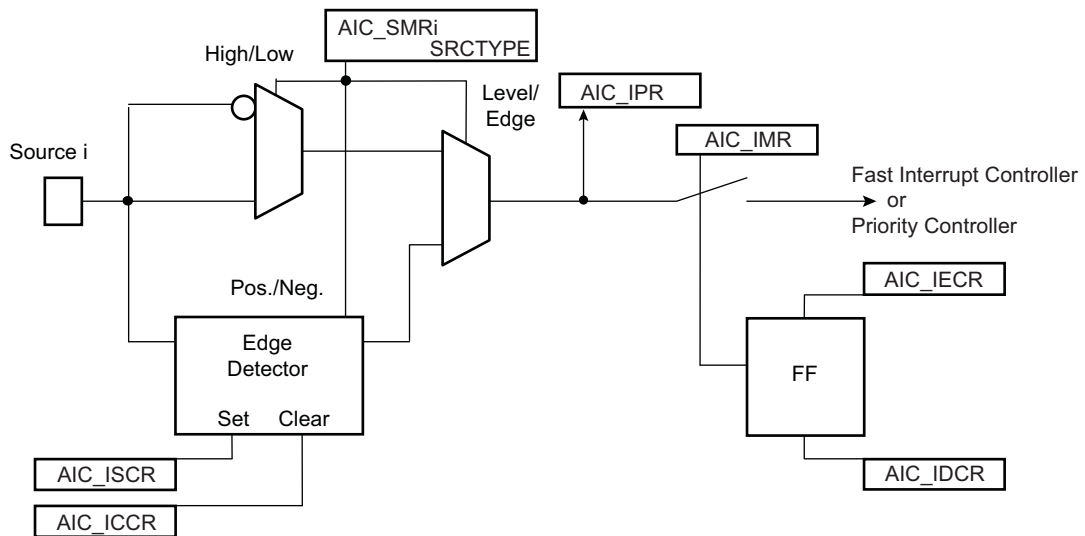 AIC_SMRi
SRCTYPE
High/Low
Level/
Edge
AIC_IPR
AIC_IMR
Source i
Fast Interrupt Controller
or
Priority Controller
Pos./Neg.
AIC_IECR
Edge
Detector
FF
Set Clear
AIC_ISCR
AIC_IDCR
AIC_ICCR